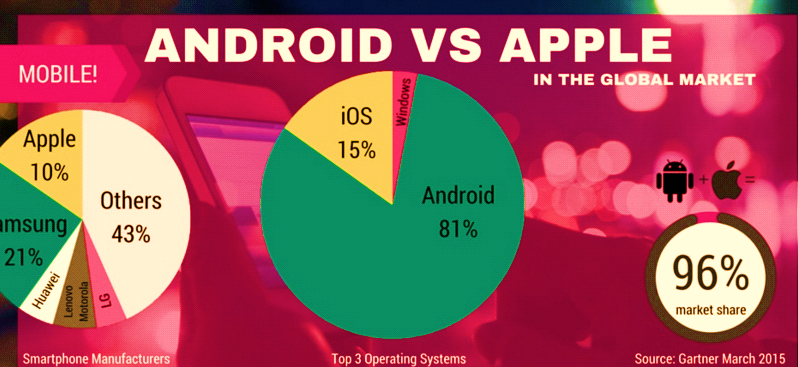 ANDROID VS APPLE
IN THE GLOBAL MARKET
MOBILE!
Apple
10%
Others
43%
amsung
21%
Huawei
Lenovo
Motorola
LG
Smartphone Manufacturers
iOS
15%
Windows
Android
81%
Top 3 Operating Systems
+
=
96%
market share
Source: Gartner March 2015